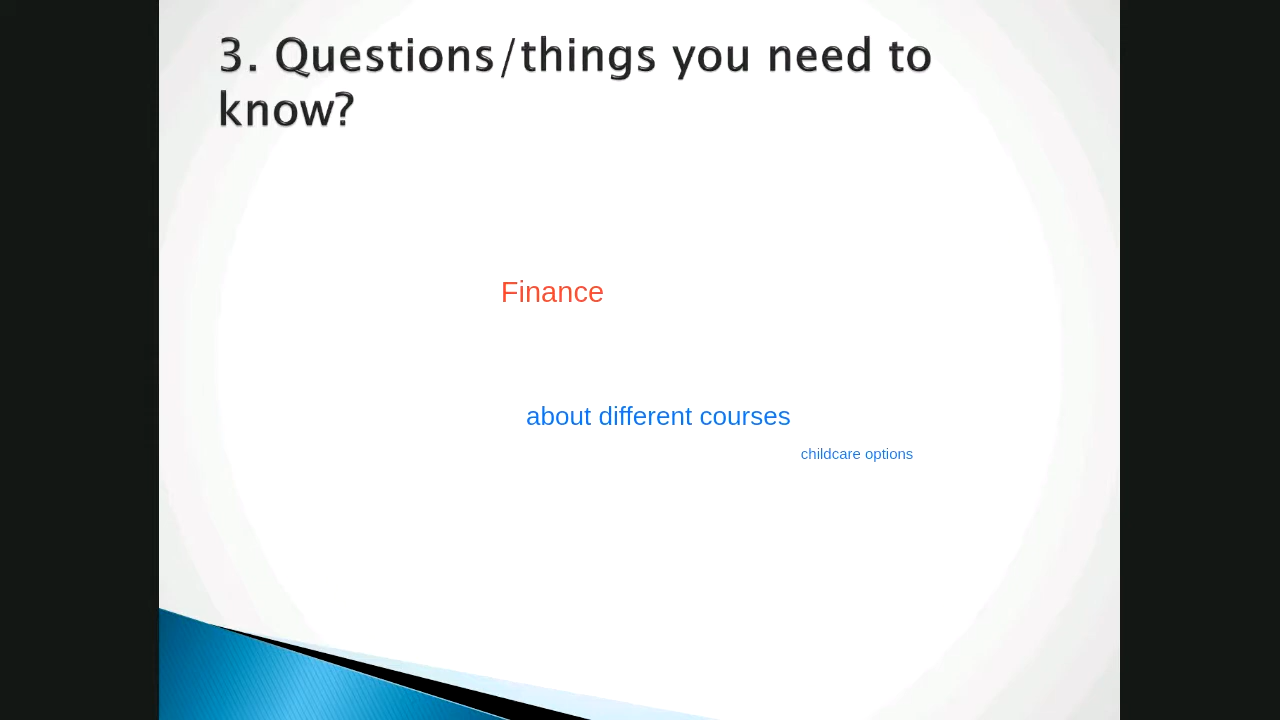 3. Questions/things you need to
know?
Finance
about different courses
childcare options